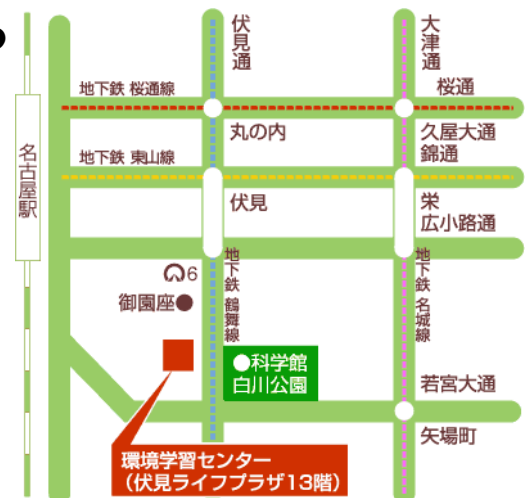 伏見通
大津通
地下鉄 桜通線
桜通
丸の内
久屋大通
錦通
地下鉄 東山線
名古屋駅
伏見
栄
広小路通
地下鉄 鶴舞線
地下鉄 名城線
6
御園座
科学館
白川公園
若宮大通
矢場町
環境学習センター
(伏見ライフプラザ13階)